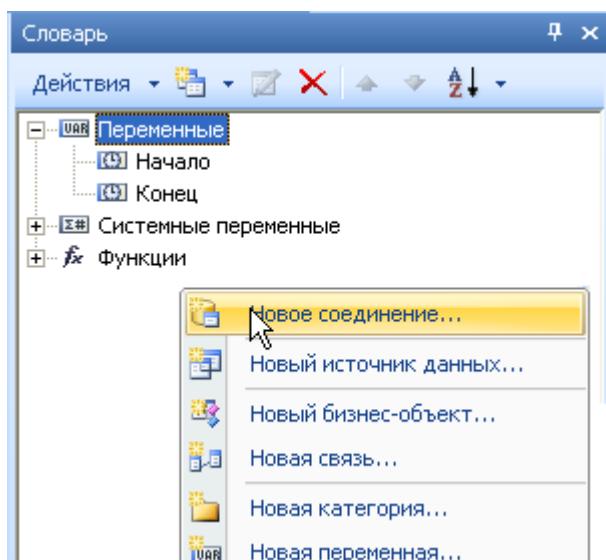 Словарь
Действия
Переменные
Начало
Конец
Системные переменные
Функции
Новое соединение...
Новый источник данных...
Новый бизнес-объект...
Новая связь...
Новая категория...
Новая переменная...